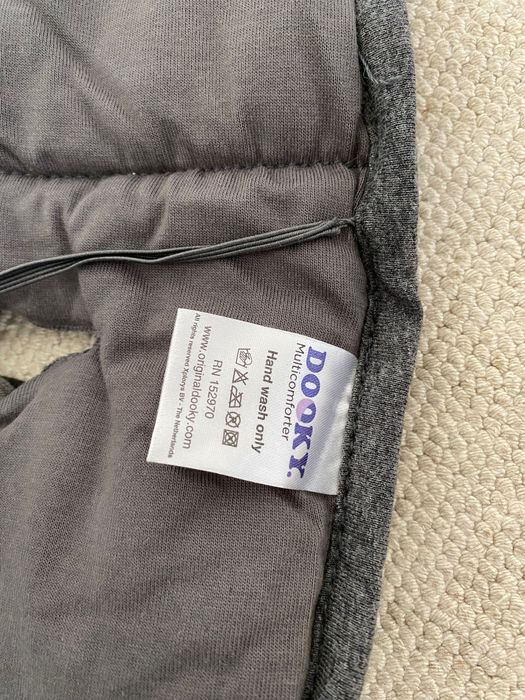 DOOKY.
Multicomforter
Hand wash only
RN 152970
www.originaldooky.com
All rights reserved Xplorys BV - The Netherlands